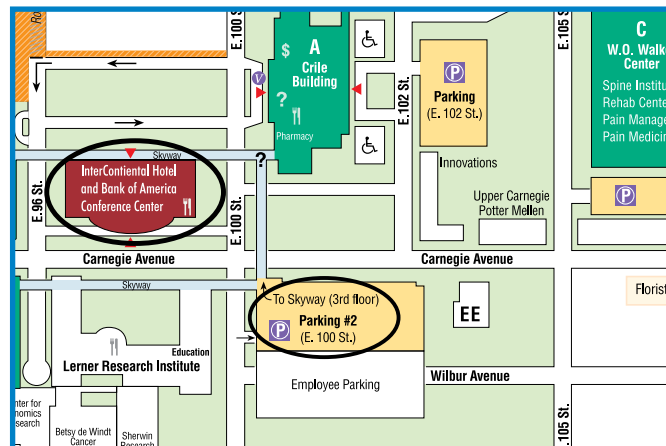 Ro
E. 100 St.
E. 105 St.
$
A
Crile
Building
?
Pharmacy
V
E. 102 St.
P
Parking
(E. 102 St.)
C
W.O. Walke
Center
Spine Institu
Rehab Cente
Pain Manage
Pain Medicin
Skyway
?
InterContiental Hotel
and Bank of America
Conference Center
E. 96 St.
E. 100 St.
Innovations
Upper Carnegie
Potter Mellen
P
Carnegie Avenue
Carnegie Avenue
Skyway
To Skyway (3rd floor)
P
Parking #2
(E. 100 St.)
EE
Florist
Education
Lerner Research Institute
Employee Parking
Wilbur Avenue
nter for
nomics
search
Betsy de Windt
Cancer
Sherwin
Research
E. 105 St.